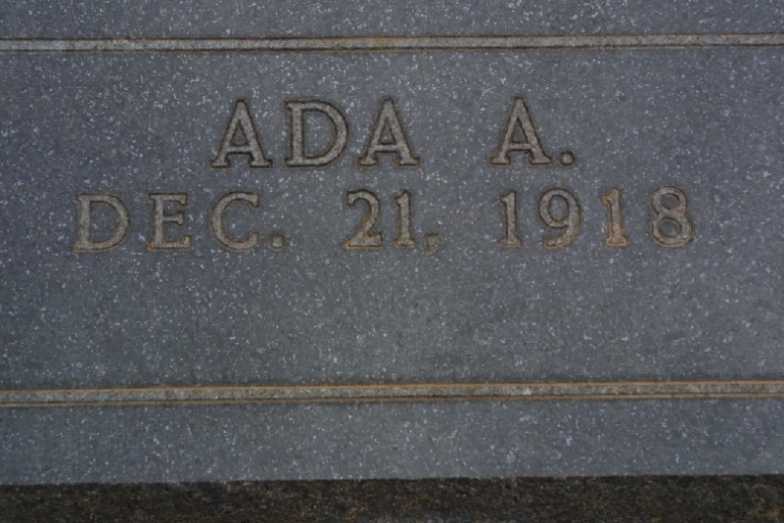 ADA A.
DEC. 21, 1918